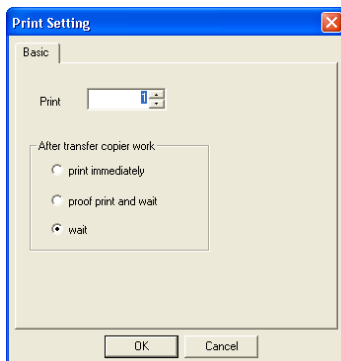 Print Setting
Basic
Print 1
After transfer copier work
print immediately
proof print and wait
wait
OK Cancel